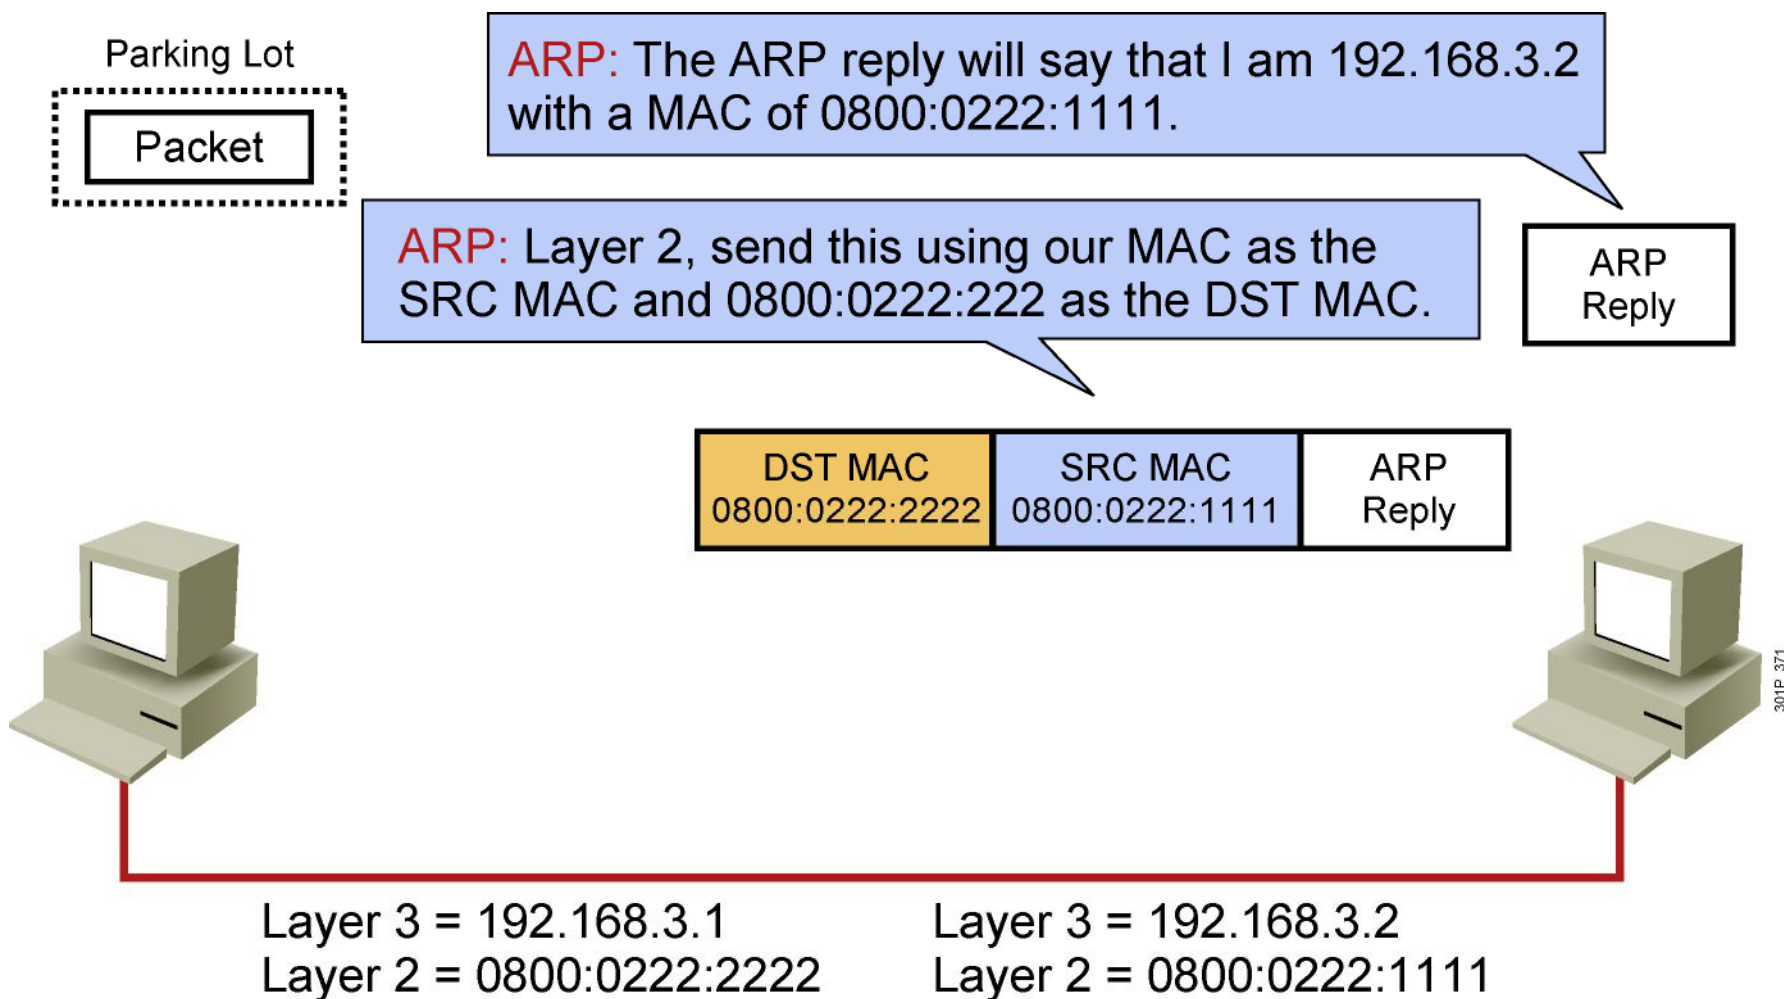 Parking Lot
Packet
ARP: The ARP reply will say that I am 192.168.3.2
with a MAC of 0800:0222:1111.
ARP: Layer 2, send this using our MAC as the
SRC MAC and 0800:0222:222 as the DST MAC.
ARP
Reply
DST MAC
0800:0222:2222
SRC MAC
0800:0222:1111
ARP
Reply
301P_371
Layer 3 = 192.168.3.1
Layer 2 = 0800:0222:2222
Layer 3 = 192.168.3.2
Layer 2 = 0800:0222:1111